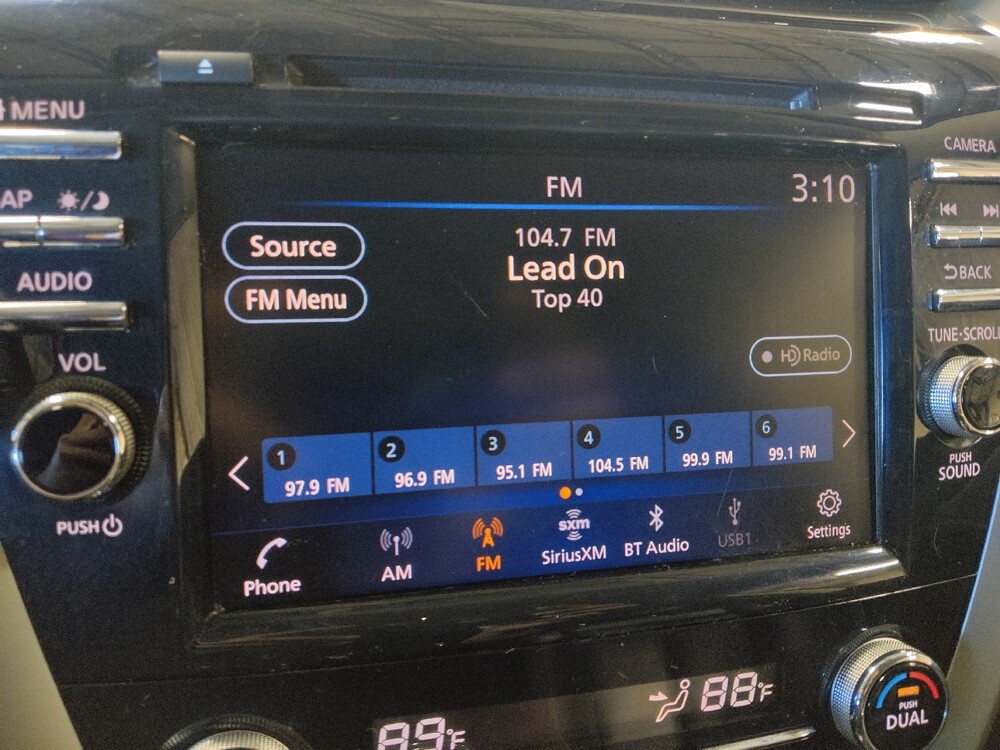 MENU
CAMERA
FM
3:10
AP
Source
104.7 FM
Lead On
Top 40
FM Menu
BACK
AUDIO
TUNE·SCROLL
HD Radio
VOL
1
97.9 FM
2
96.9 FM
3
95.1 FM
4
104.5 FM
5
99.9 FM
6
99.1 FM
PUSH
SOUND
PUSH
Phone
AM
FM
sxm
SiriusXM
BT Audio
USB1
Settings
89°F
88°F
PUSH
DUAL